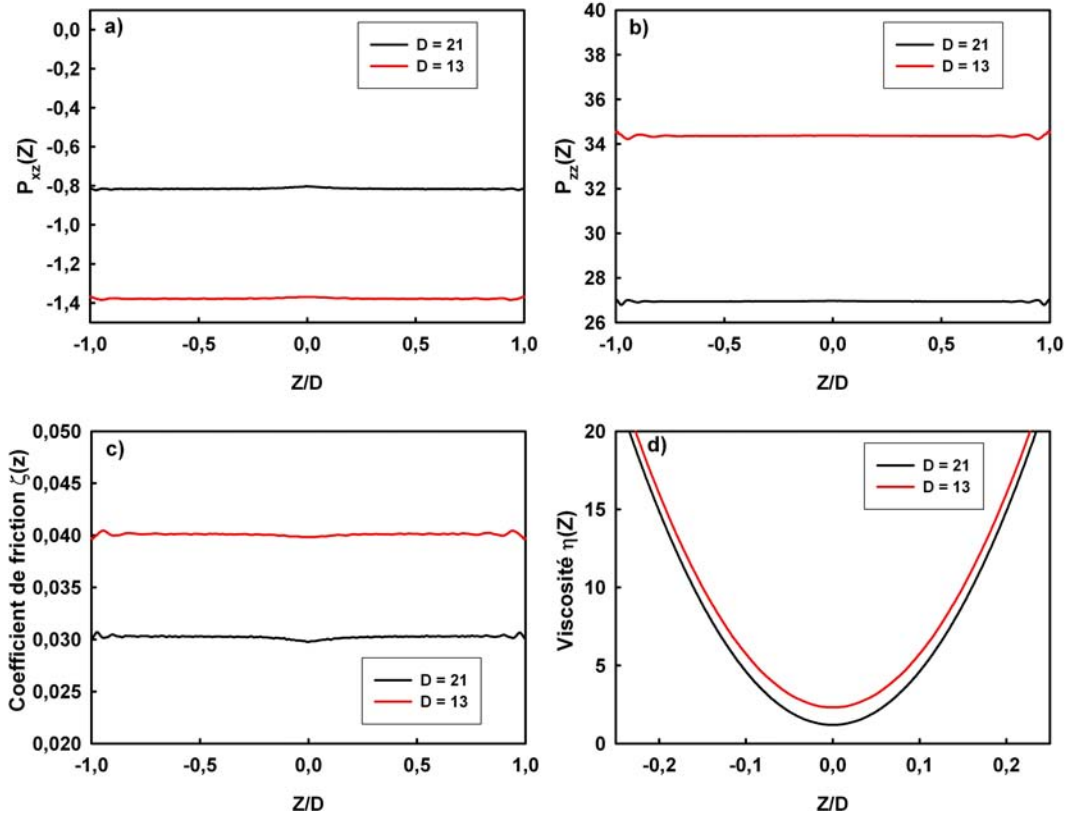 a)
D = 21
D = 13
0,0
-0,2
-0,4
-0,6
-0,8
-1,0
-1,2
-1,4
Pxz(Z)
-1,0 -0,5 0,0 0,5 1,0
Z/D
b)
D = 21
D = 13
40
38
36
34
32
30
28
26
Pzz(Z)
-1,0 -0,5 0,0 0,5 1,0
Z/D
c)
D = 21
D = 13
0,050
0,045
0,040
0,035
0,030
0,025
0,020
Coefficient de friction ζ(z)
-1,0 -0,5 0,0 0,5 1,0
Z/D
d)
D = 21
D = 13
20
15
10
5
0
Viscosité η(Z)
-0,2 -0,1 0,0 0,1 0,2
Z/D